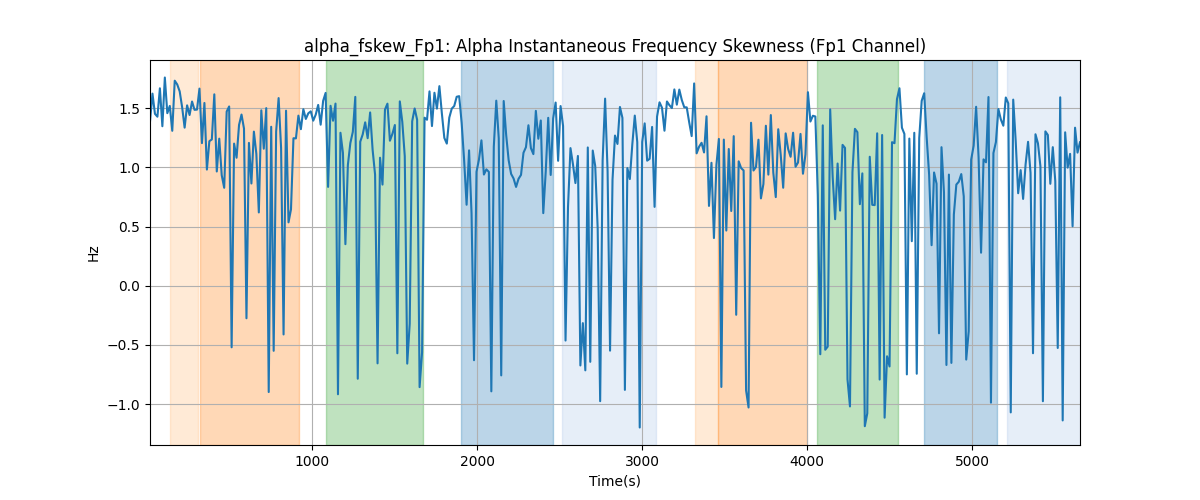 alpha_fskew_Fp1: Alpha Instantaneous Frequency Skewness (Fp1 Channel)
1.5
1.0
0.5
0.0
−0.5
−1.0
Hz
1000 2000 3000 4000 5000
Time(s)